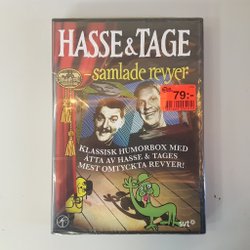 HASSE & TAGE
-samlade revyer-
79:-
KLASSISK HUMORBOX MED
ÅTTA AV HASSE & TAGES
MEST OMTYCKTA REVYER!
svt